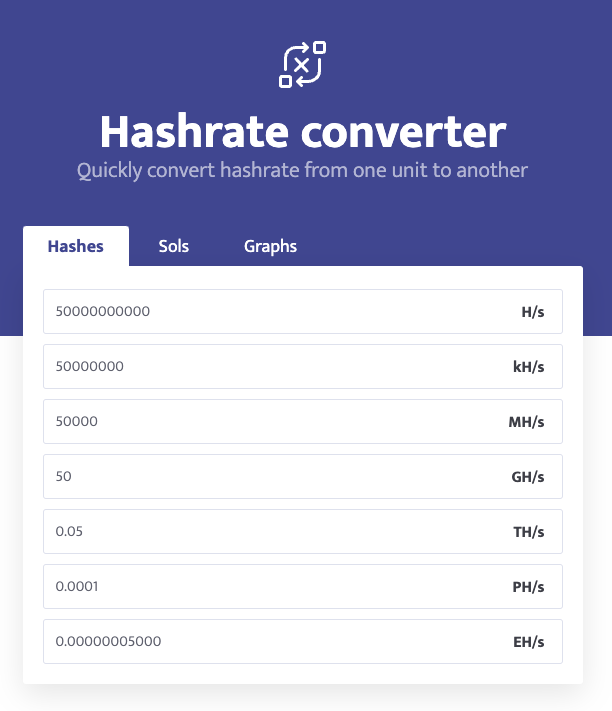 Hashrate converter
Quickly convert hashrate from one unit to another
Hashes Sols Graphs
50000000000 H/s
50000000 kH/s
50000 MH/s
50 GH/s
0.05 TH/s
0.0001 PH/s
0.00000005000 EH/s